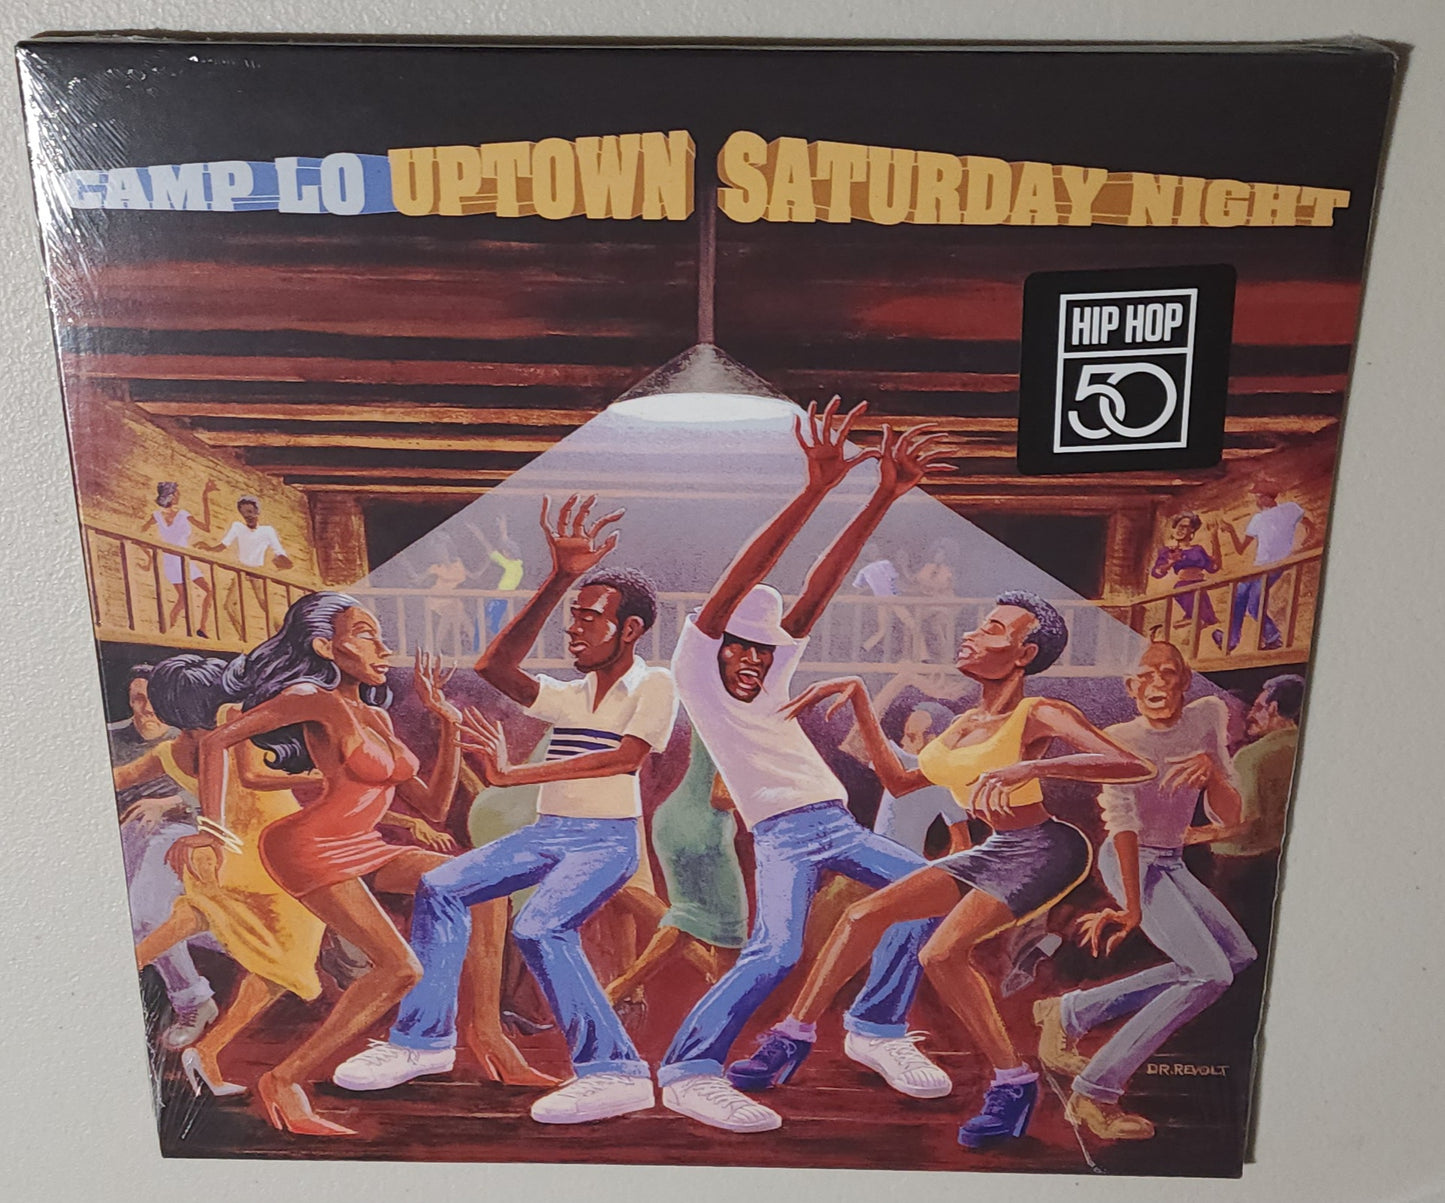 CAMP LO UPTOWN SATURDAY NIGHT
HIP HOP
50
DR. REVOLT